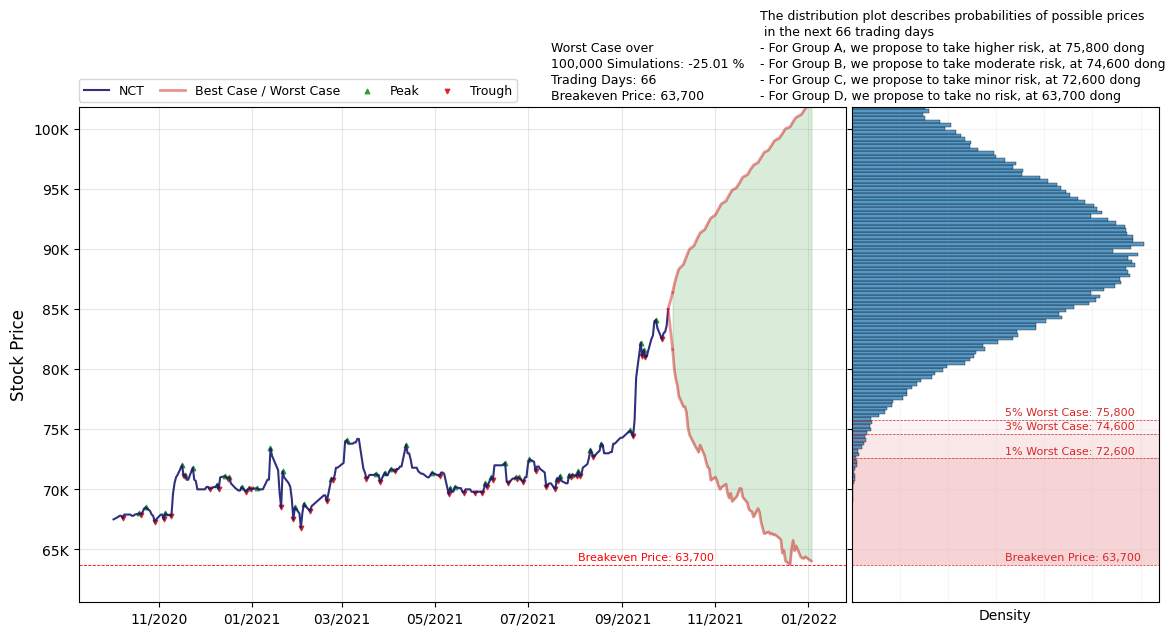 The distribution plot describes probabilities of possible prices
in the next 66 trading days
- For Group A, we propose to take higher risk, at 75,800 dong
- For Group B, we propose to take moderate risk, at 74,600 dong
- For Group C, we propose to take minor risk, at 72,600 dong
- For Group D, we propose to take no risk, at 63,700 dong
Worst Case over
100,000 Simulations: -25.01 %
Trading Days: 66
Breakeven Price: 63,700
NCT Best Case / Worst Case Peak Trough
Stock Price
100K
95K
90K
85K
80K
75K
70K
65K
5% Worst Case: 75,800
3% Worst Case: 74,600
1% Worst Case: 72,600
Breakeven Price: 63,700
Breakeven Price: 63,700
11/2020 01/2021 03/2021 05/2021 07/2021 09/2021 11/2021 01/2022
Density